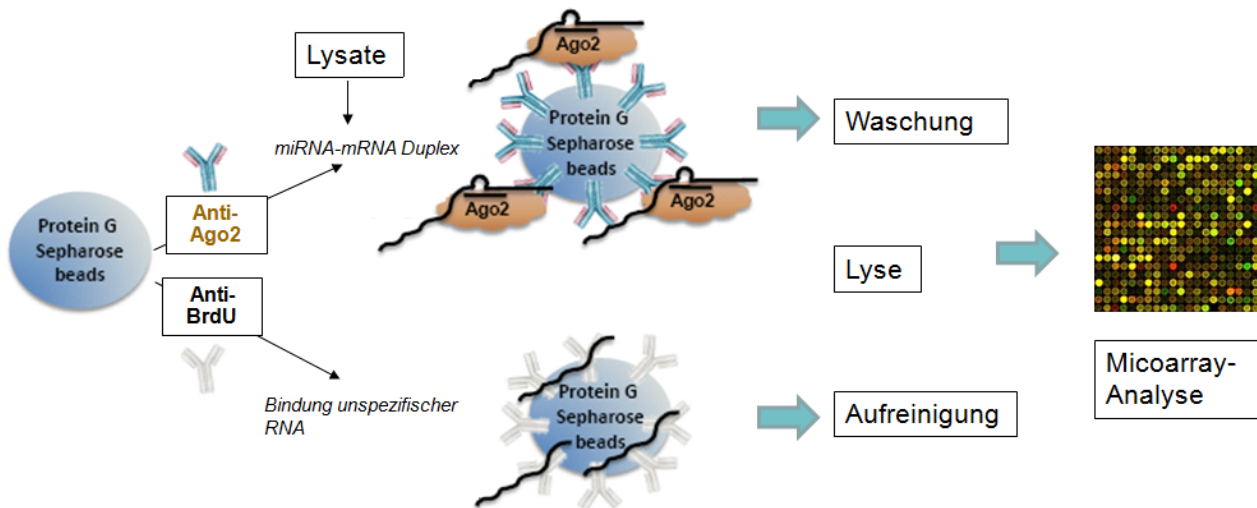 Lysate
miRNA-mRNA Duplex
Protein G
Sepharose
beads
Anti-
Ago2
Anti-
BrdU
Bindung unspezifischer
RNA
Ago2
Protein G
Sepharose
beads
Ago2
Ago2
Protein G
Sepharose
beads
Waschung
Lyse
Aufreinigung
Micoarray-
Analyse